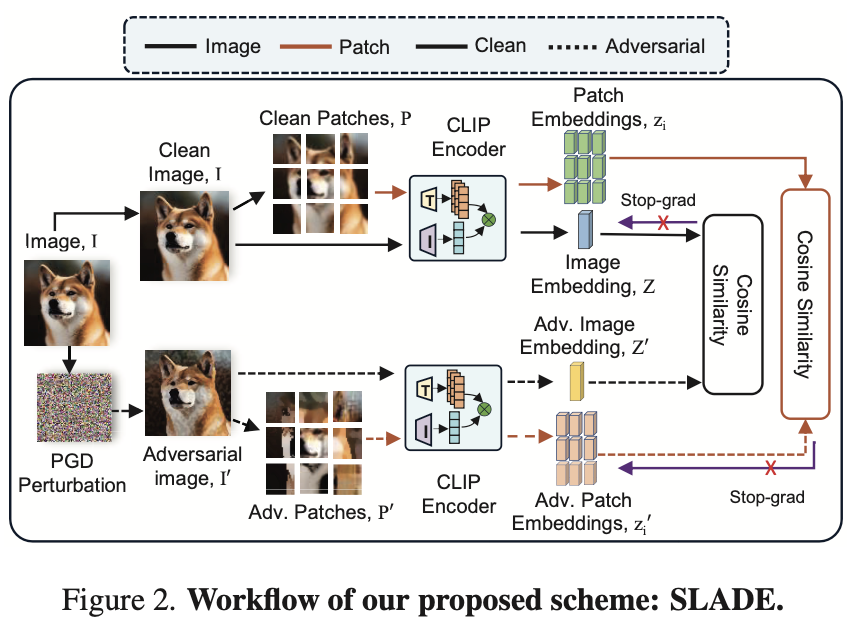 Image Patch Clean Adversarial
Clean Patches, P
CLIP
Encoder
Patch
Embeddings, zi
Clean
Image, I
Image, I
T
I
Stop-grad
X
Image
Embedding, Z
Cosine
Similarity
Cosine Similarity
Adv. Image
Embedding, Z′
T
I
PGD
Perturbation
Adversarial
image, I′
Adv. Patches, P′
CLIP
Encoder
Adv. Patch
Embeddings, zi′
X
Stop-grad
Figure 2. Workflow of our proposed scheme: SLADE.